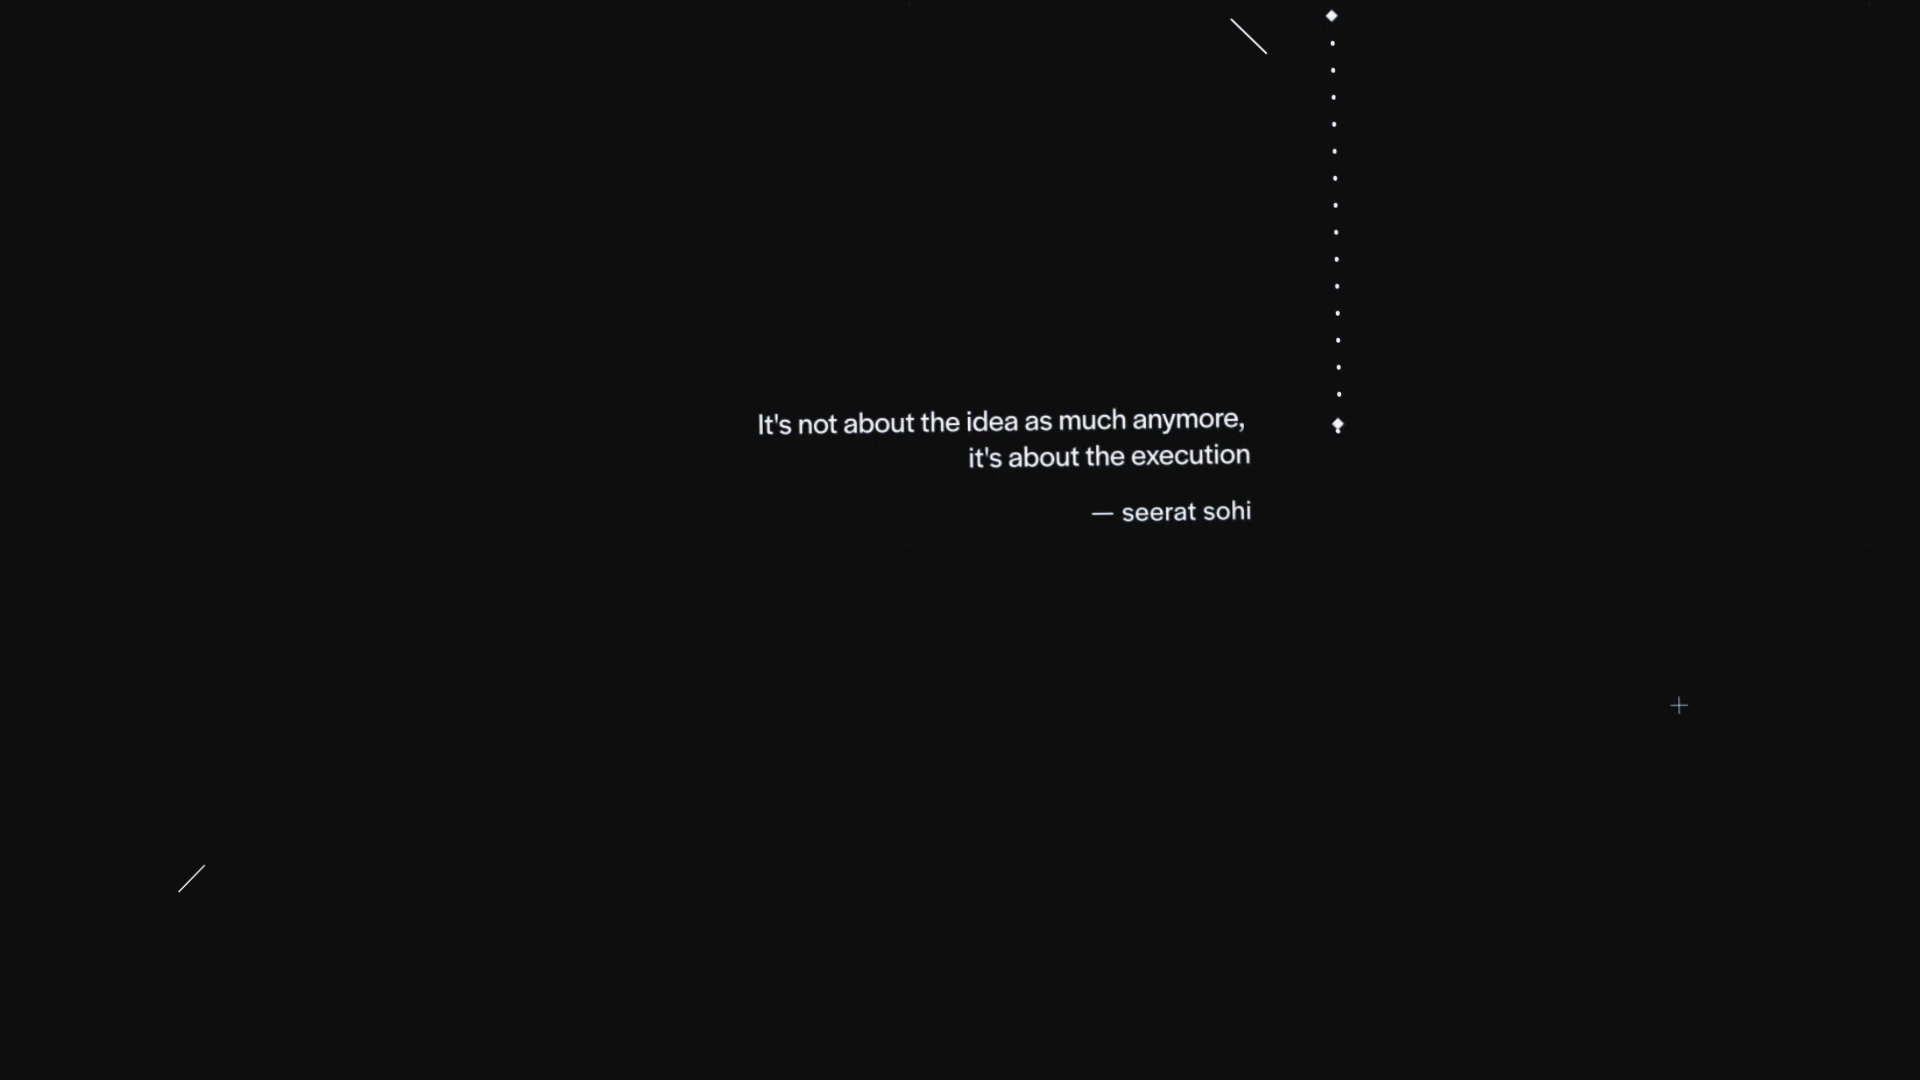 It's not about the idea as much anymore,
it's about the execution
— seerat sohi